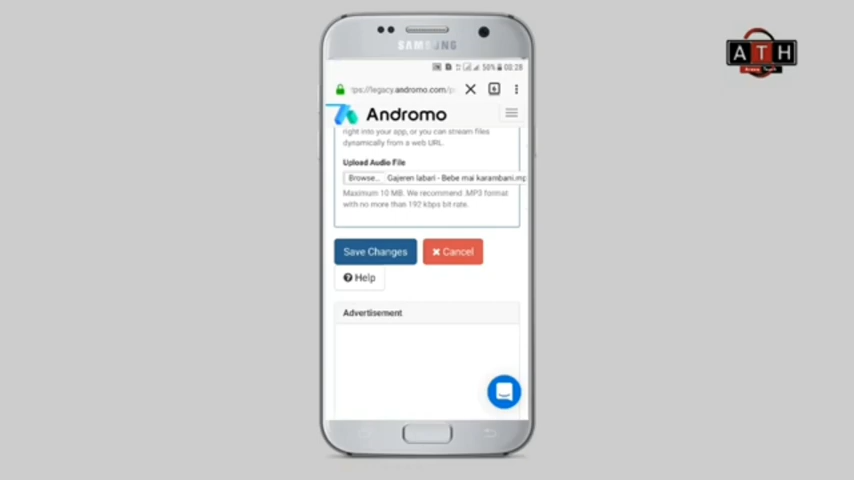 SAMSUNG
50% 00:28
tps://legacy.andromo.com/p
Andromo
right into your app, or you can stream files
dynamically from a web URL.
Upload Audio File
Browse... Gajeren labari - Bebe mai karambani.mp
Maximum 10 MB. We recommend .MP3 format
with no more than 192 kbps bit rate.
Save Changes
Cancel
Help
Advertisement
ATH